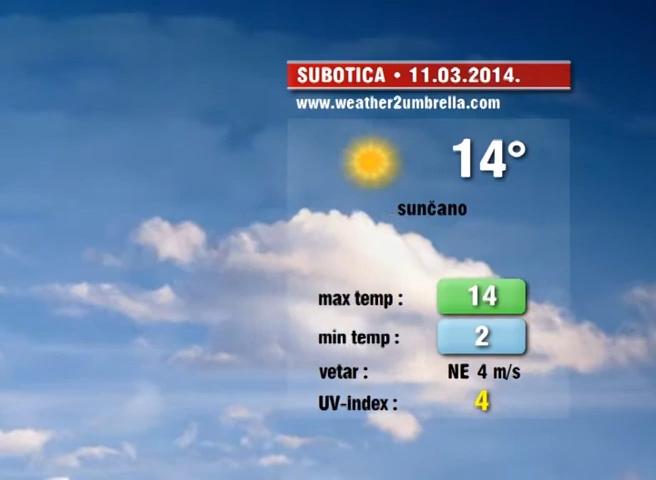 SUBOTICA • 11.03.2014.
www.weather2umbrella.com
14°
sunčano
max temp : 14
min temp : 2
vetar : NE 4 m/s
UV-index : 4